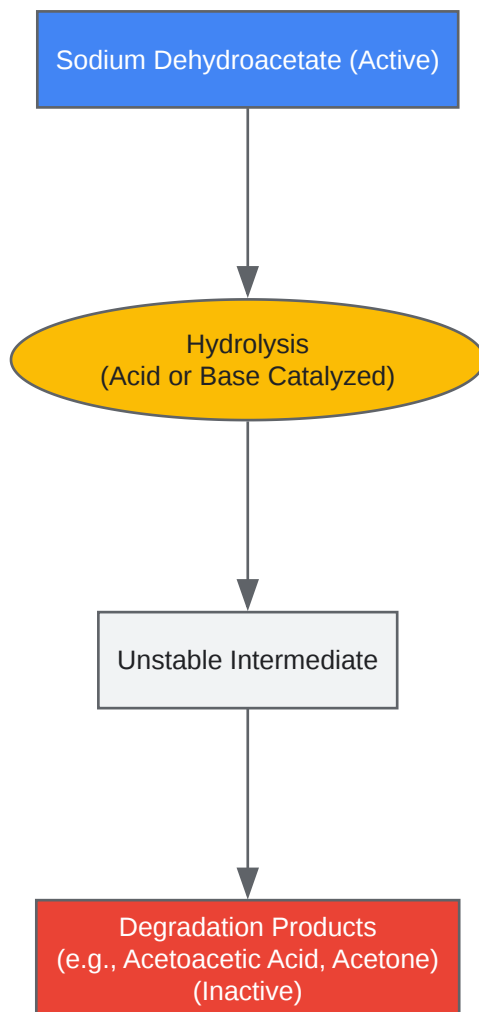 Sodium Dehydroacetate (Active)
Hydrolysis
(Acid or Base Catalyzed)
Unstable Intermediate
Degradation Products
(e.g., Acetoacetic Acid, Acetone)
(Inactive)